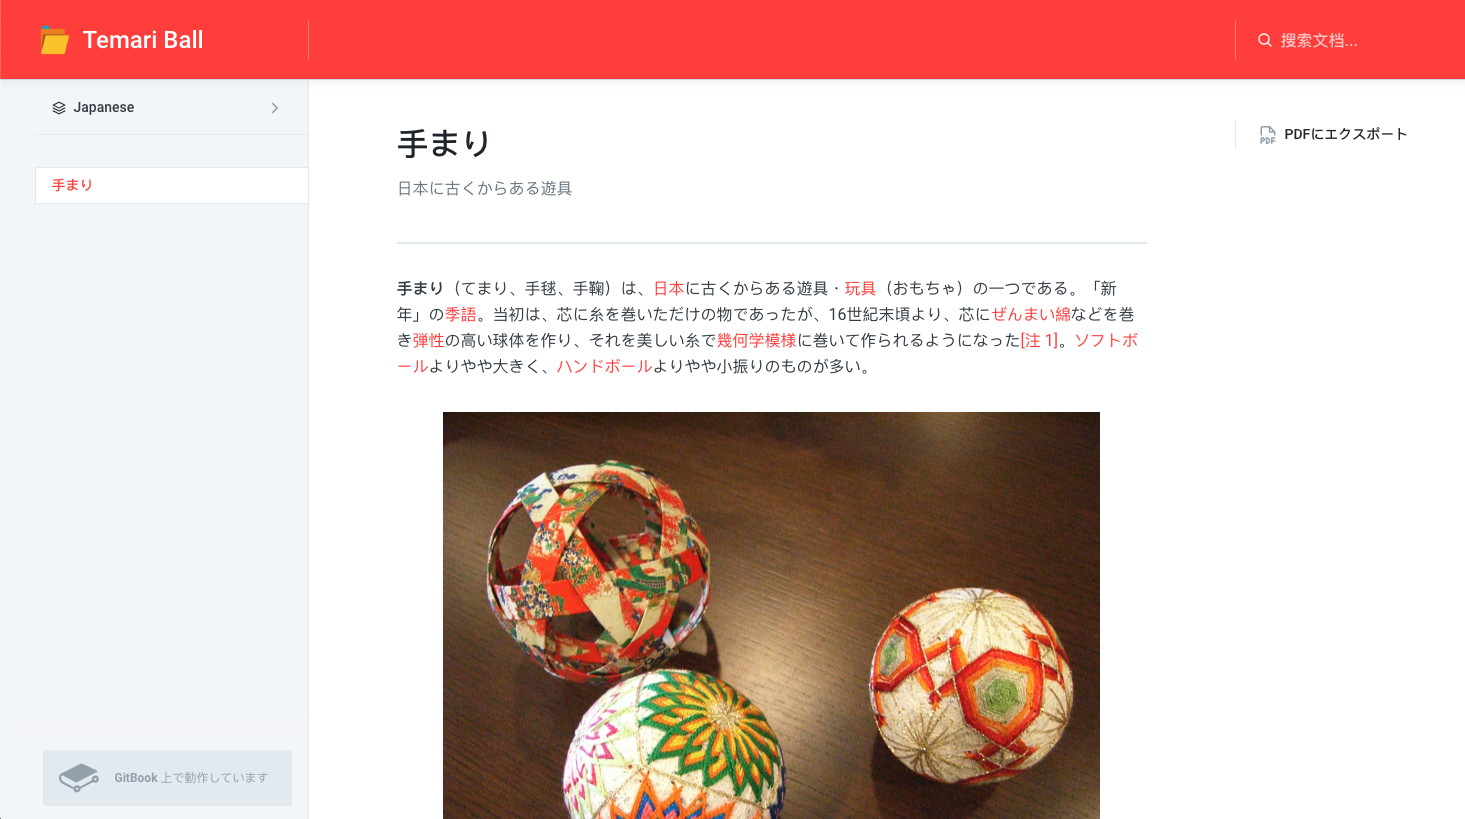 Temari Ball
搜索文档...
Japanese
手まり
PDF
PDFにエクスポート
手まり
日本に古くからある遊具
手まり（てまり、手毬、手鞠）は、日本に古くからある遊具・玩具（おもちゃ）の一つである。「新
年」の季語。当初は、芯に糸を巻いただけの物であったが、16世紀末頃より、芯にぜんまい綿などを巻
き弾性の高い球体を作り、それを美しい糸で幾何学模様に巻いて作られるようになった[注 1]。ソフトボ
ールよりやや大きく、ハンドボールよりやや小振りのものが多い。
GitBook 上で動作しています